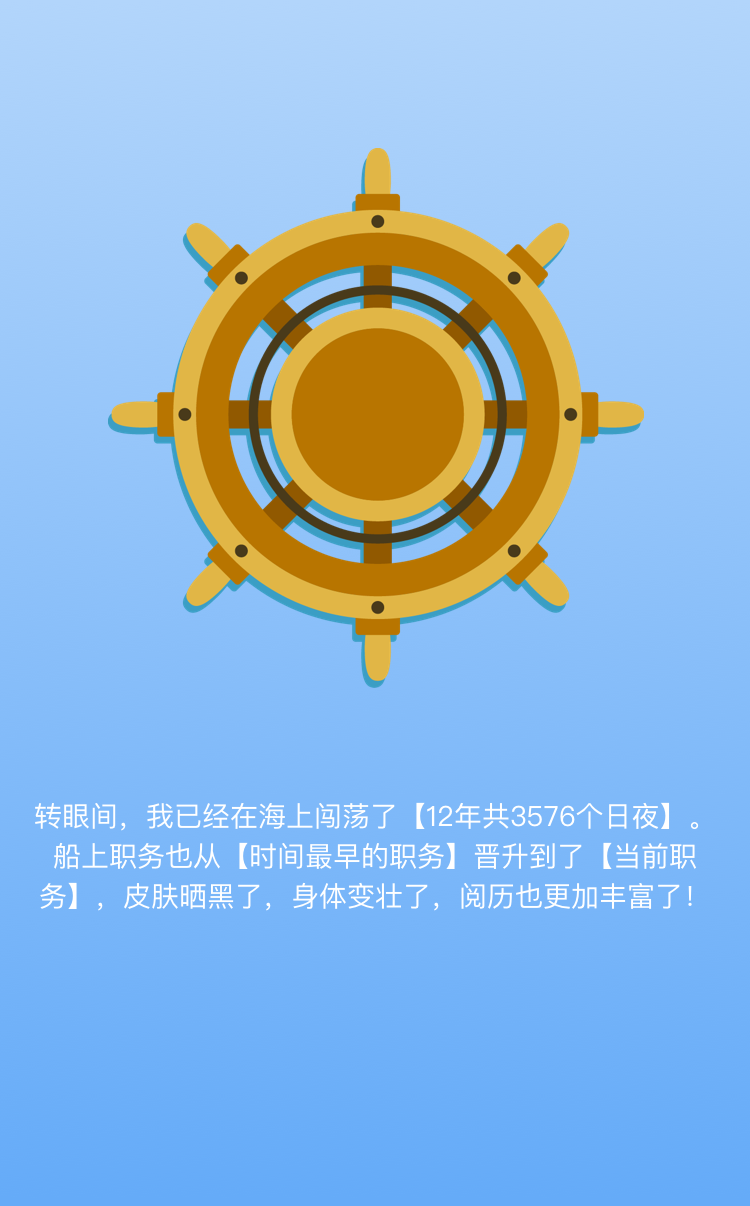 转眼间，我已经在海上闯荡了【12年共3576个日夜】。
船上职务也从【时间最早的职务】晋升到了【当前职
务】，皮肤晒黑了，身体变壮了，阅历也更加丰富了！